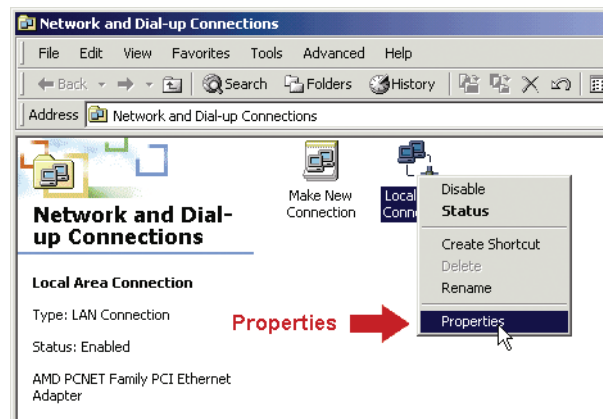 Network and Dial-up Connections
File Edit View Favorites Tools Advanced Help
Back Search Folders History
Address Network and Dial-up Connections
Make New
Connection
Local
Conn
Disable
Status
Create Shortcut
Delete
Rename
Properties
Network and Dial-
up Connections
Local Area Connection
Type: LAN Connection
Properties
Status: Enabled
AMD PCNET Family PCI Ethernet
Adapter